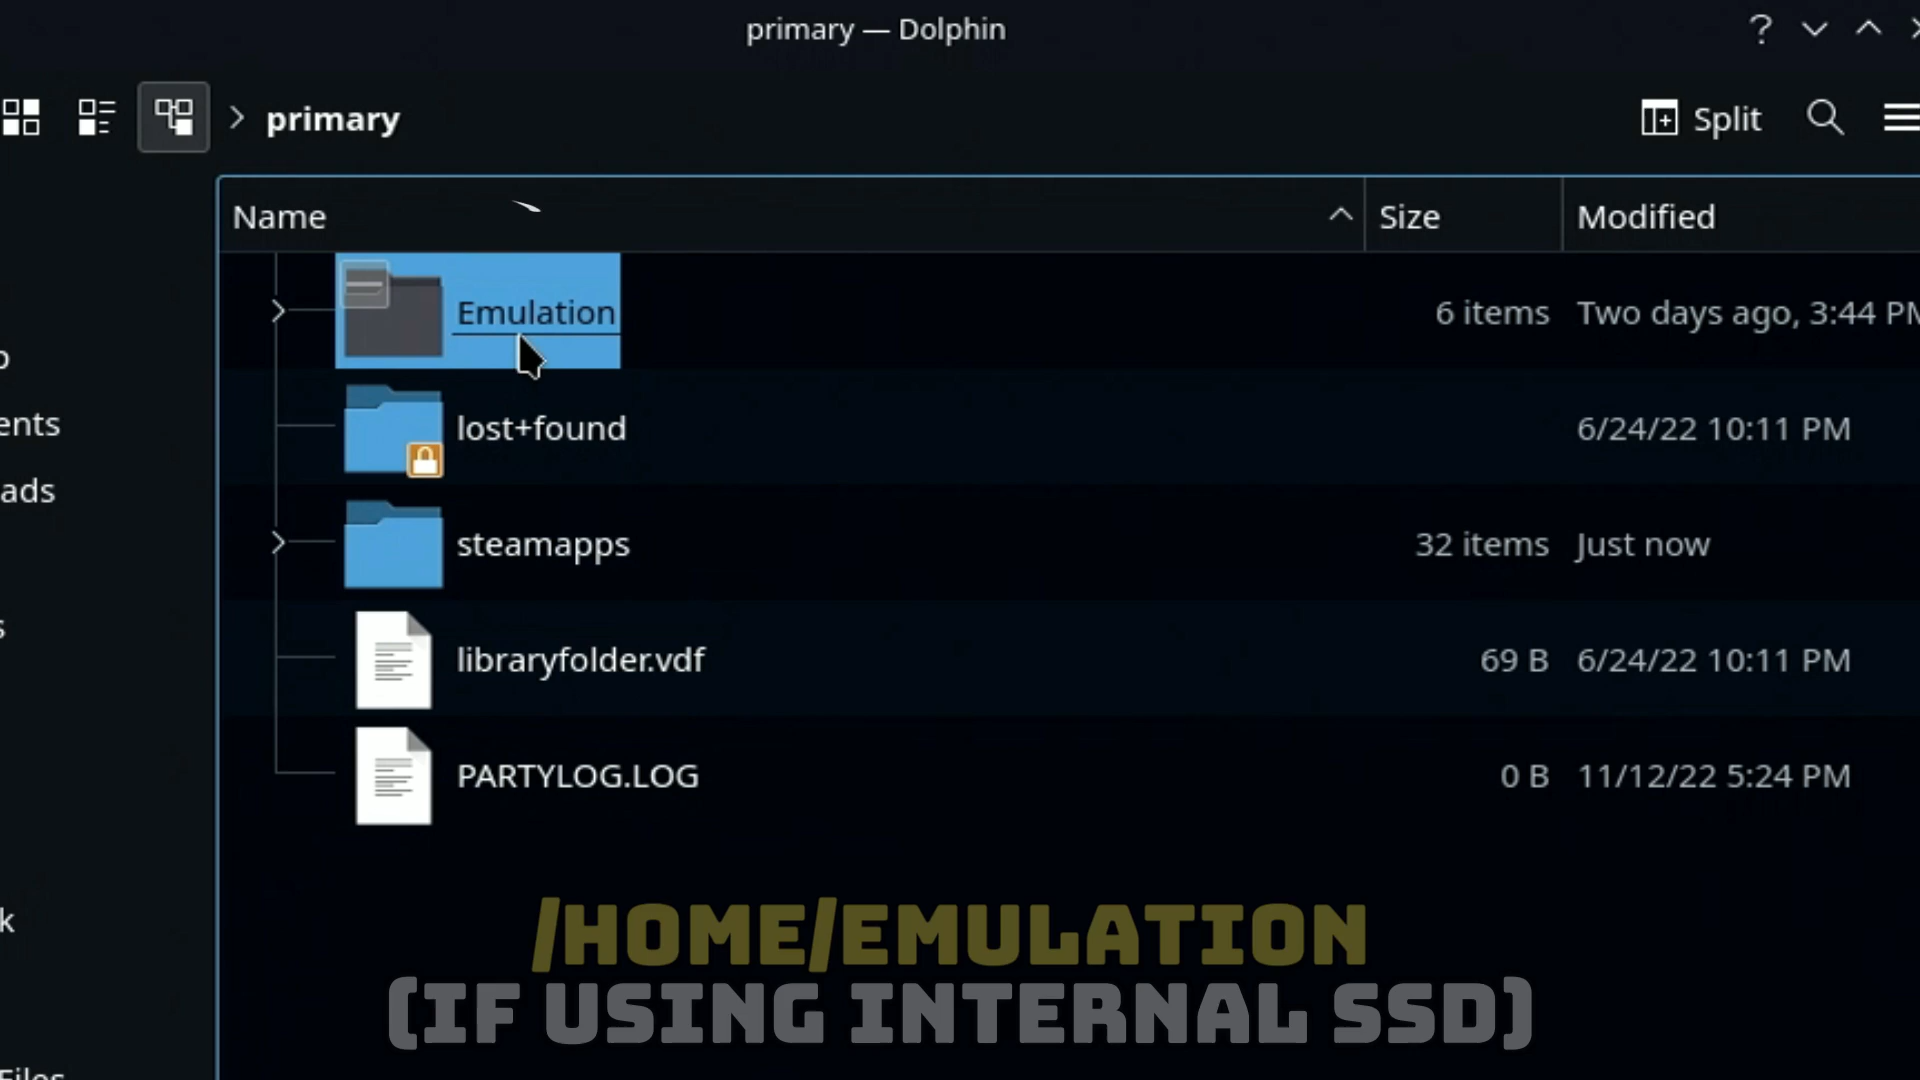 primary — Dolphin
?
> primary
Split
Name
Size
Modified
Emulation
6 items
Two days ago, 3:44 PM
lost+found
6/24/22 10:11 PM
steamapps
32 items
Just now
libraryfolder.vdf
69 B
6/24/22 10:11 PM
PARTYLOG.LOG
0 B
11/12/22 5:24 PM
/HOME/EMULATION
(IF USING INTERNAL SSD)